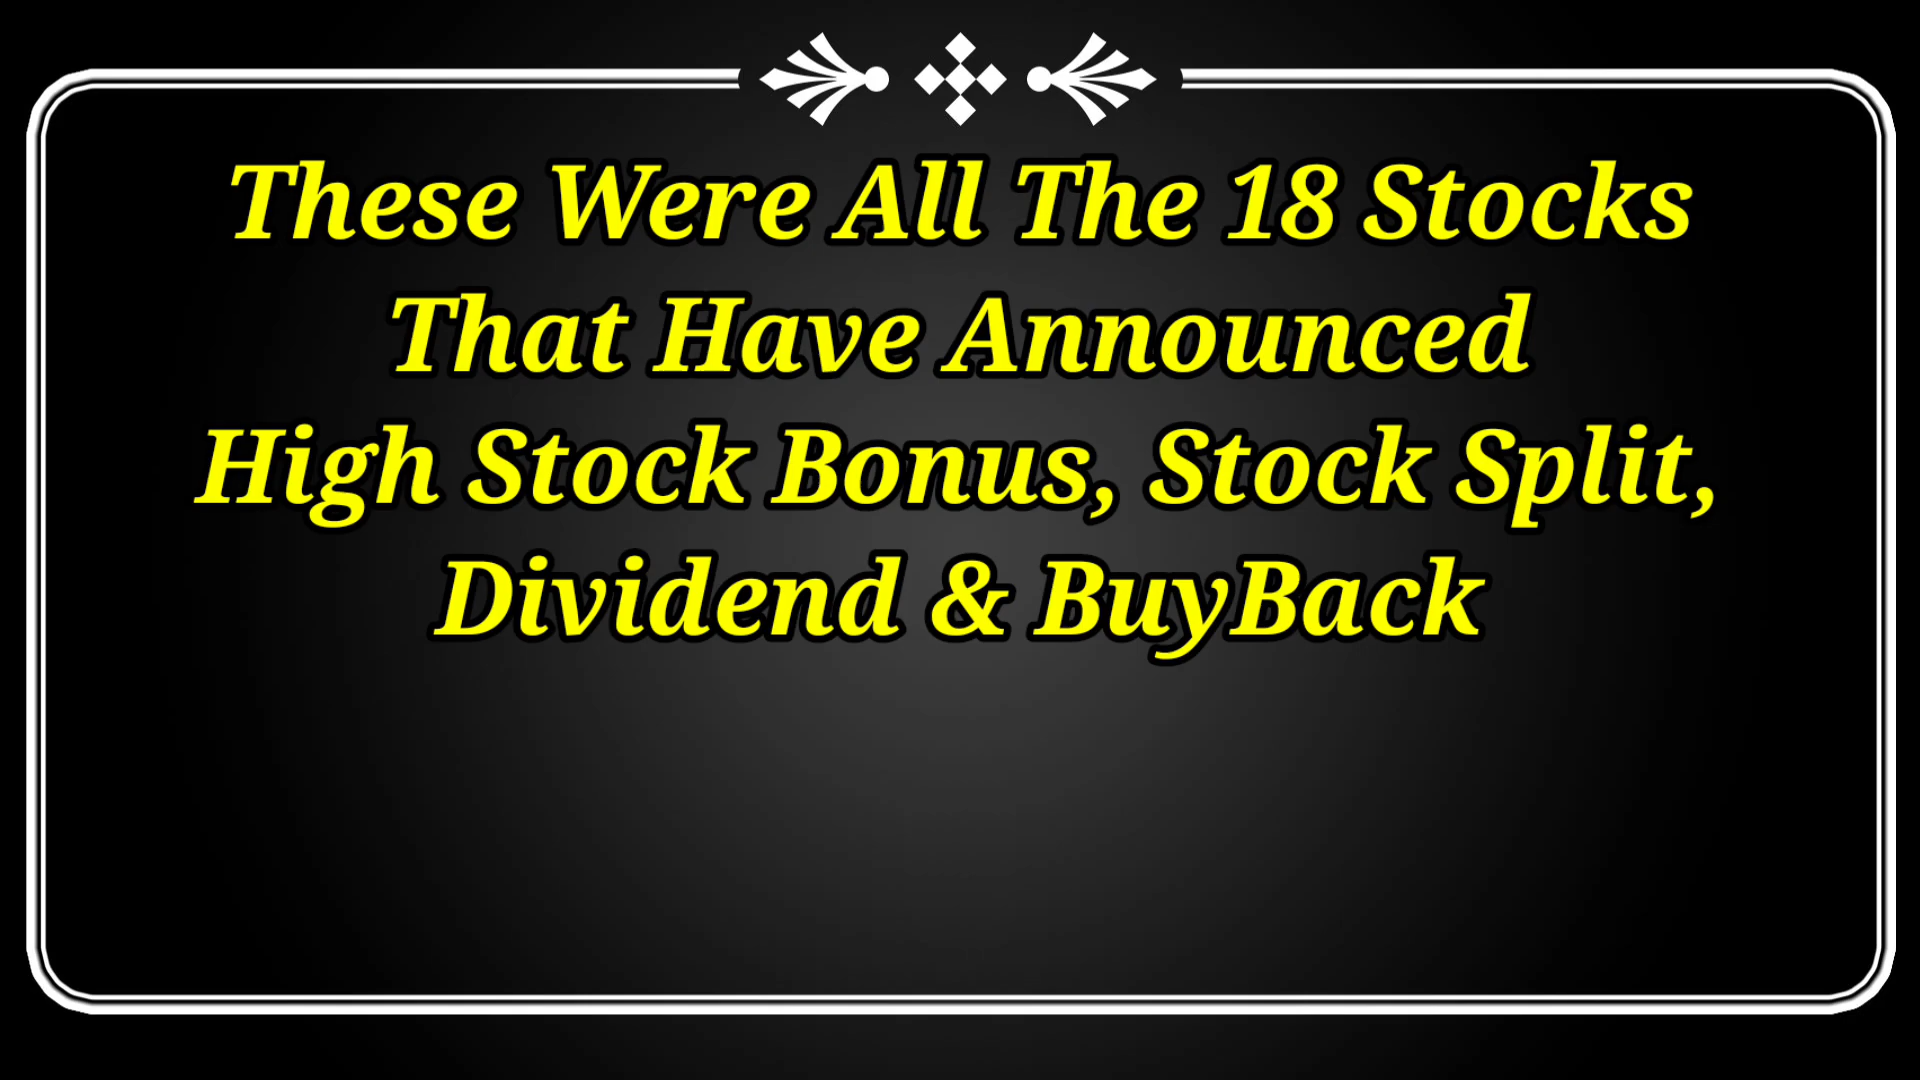 These Were All The 18 Stocks
That Have Announced
High Stock Bonus, Stock Split,
Dividend & BuyBack